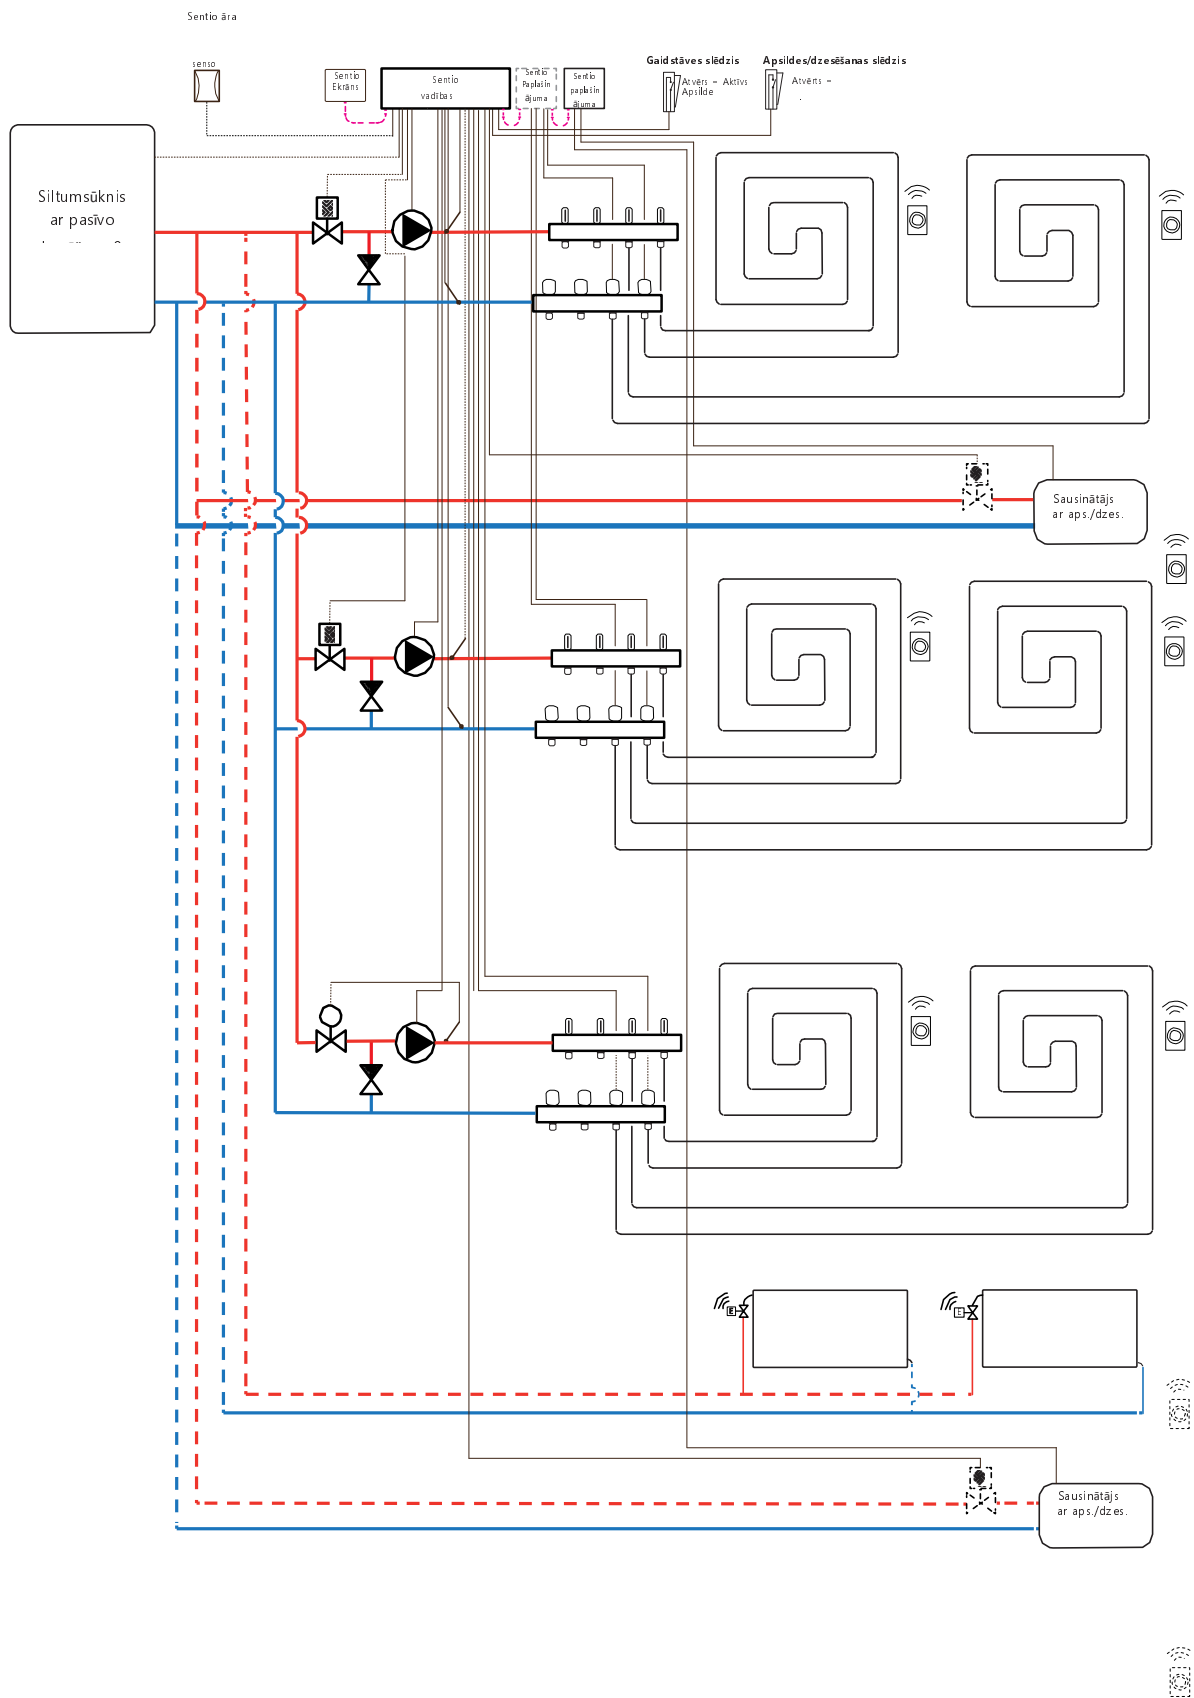 Sentio āra
senso
Sentio
Ekrāns
Sentio
vadības
Sentio
Paplašin
ājuma
Sentio
paplašin
ājuma
Gaidstāves slēdzis
Atvērs – Aktīvs
Apsilde
Apsildes/dzesēšanas slēdzis
Atvērts –
Siltumsūknis
ar pasīvo
Sausinātājs
ar aps./dzes.
E
E
Sausinātājs
ar aps./dzes.